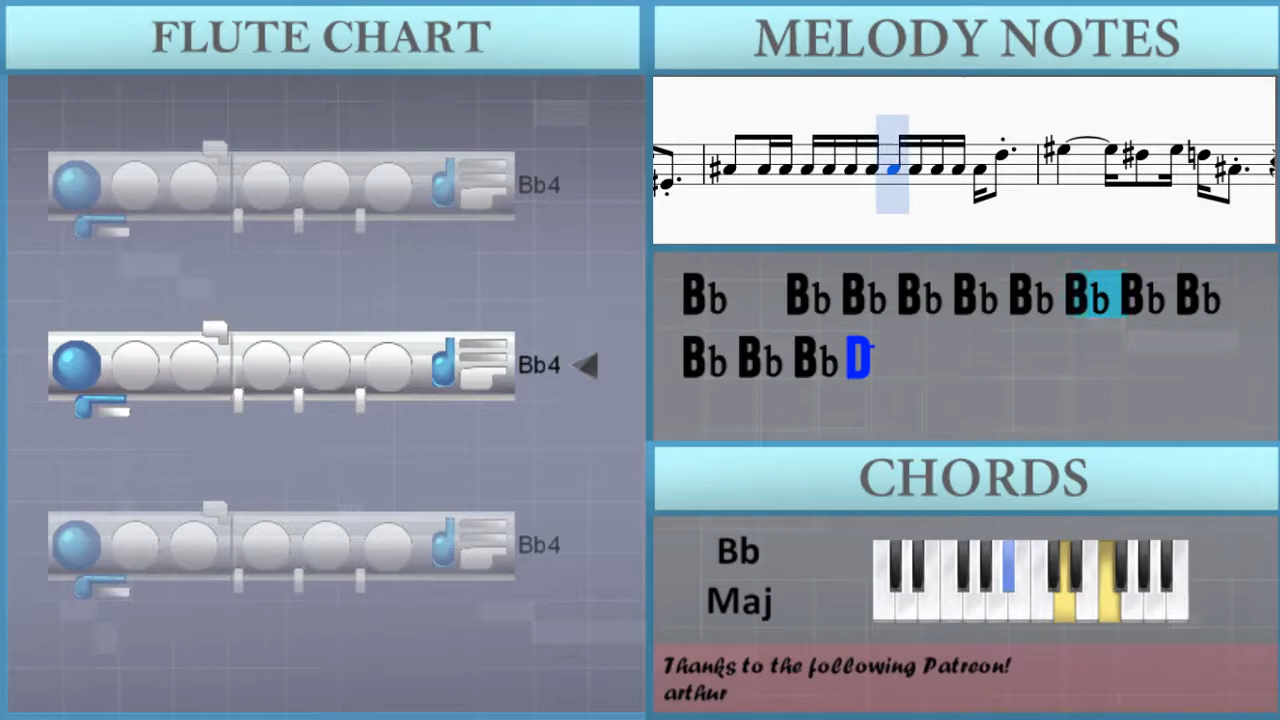 FLUTE CHART
Bb4
Bb4
Bb4
MELODY NOTES
Bb Bb Bb Bb Bb Bb Bb Bb Bb
Bb Bb Bb D
CHORDS
Bb
Maj
Thanks to the following Patreon!
arthur